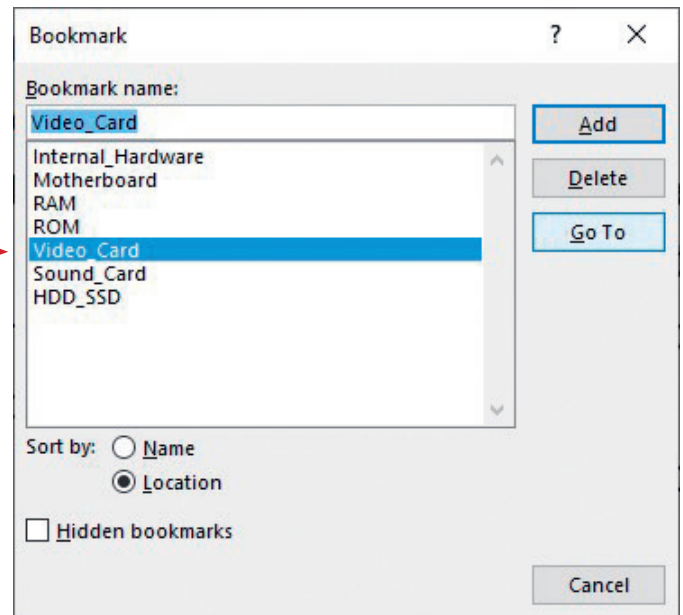 Bookmark ? ×
Bookmark name:
Video_Card
Add
Internal_Hardware
Motherboard
RAM
ROM
Video_Card
Sound_Card
HDD_SSD
Delete
Go To
Sort by: Name
Location
Hidden bookmarks
Cancel